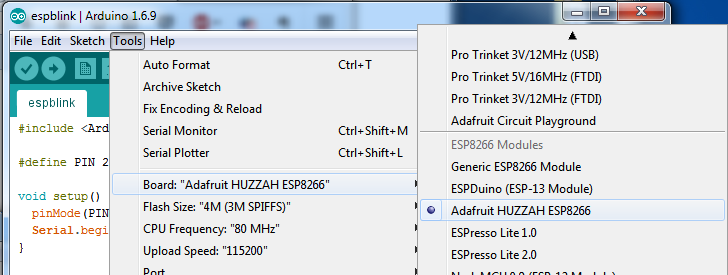 espblink | Arduino 1.6.9
File Edit Sketch Tools Help
Auto Format Ctrl+T
Archive Sketch
Fix Encoding & Reload
Serial Monitor Ctrl+Shift+M
Serial Plotter Ctrl+Shift+L
Board: "Adafruit HUZZAH ESP8266"
Flash Size: "4M (3M SPIFFS)"
CPU Frequency: "80 MHz"
Upload Speed: "115200"
Port
espblink
#include <Ard
#define PIN 2
void setup()
pinMode(PIN
Serial.begin
}
Pro Trinket 3V/12MHz (USB)
Pro Trinket 5V/16MHz (FTDI)
Pro Trinket 3V/12MHz (FTDI)
Adafruit Circuit Playground
ESP8266 Modules
Generic ESP8266 Module
ESPDuino (ESP-13 Module)
Adafruit HUZZAH ESP8266
ESPresso Lite 1.0
ESPresso Lite 2.0